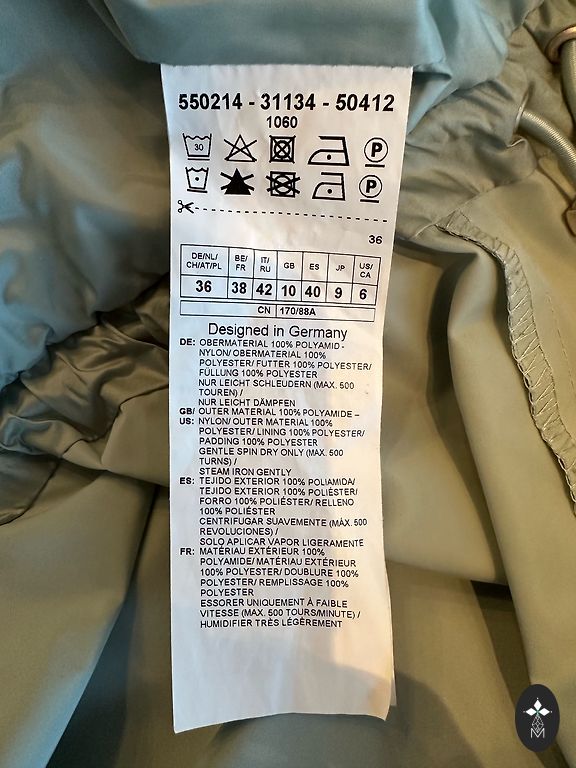 550214 - 31134 - 50412
1060
30
P
P
36
DE/NL/ CH/AT/PL BE/ FR IT/ RU GB ES JP US/ CA
36 38 42 10 40 9 6
CN 170/88A
Designed in Germany
DE: OBERMATERIAL 100% POLYAMID -
NYLON/ OBERMATERIAL 100%
POLYESTER/ FUTTER 100% POLYESTER/
FÜLLUNG 100% POLYESTER
NUR LEICHT SCHLEUDERN (MAX. 500
TOUREN) /
NUR LEICHT DÄMPFEN
GB/ OUTER MATERIAL 100% POLYAMIDE –
US: NYLON/ OUTER MATERIAL 100%
POLYESTER/ LINING 100% POLYESTER/
PADDING 100% POLYESTER
GENTLE SPIN DRY ONLY (MAX. 500
TURNS) /
STEAM IRON GENTLY
ES: TEJIDO EXTERIOR 100% POLIAMIDA/
TEJIDO EXTERIOR 100% POLIÉSTER/
FORRO 100% POLIÉSTER/ RELLENO
100% POLIÉSTER
CENTRIFUGAR SUAVEMENTE (MÁX. 500
REVOLUCIONES) /
SOLO APLICAR VAPOR LIGERAMENTE
FR: MATÉRIAU EXTÉRIEUR 100%
POLYAMIDE/ MATÉRIAU EXTÉRIEUR
100% POLYESTER/ DOUBLURE 100%
POLYESTER/ REMPLISSAGE 100%
POLYESTER
ESSORER UNIQUEMENT À FAIBLE
VITESSE (MAX. 500 TOURS/MINUTE) /
HUMIDIFIER TRÈS LÉGÈREMENT
M